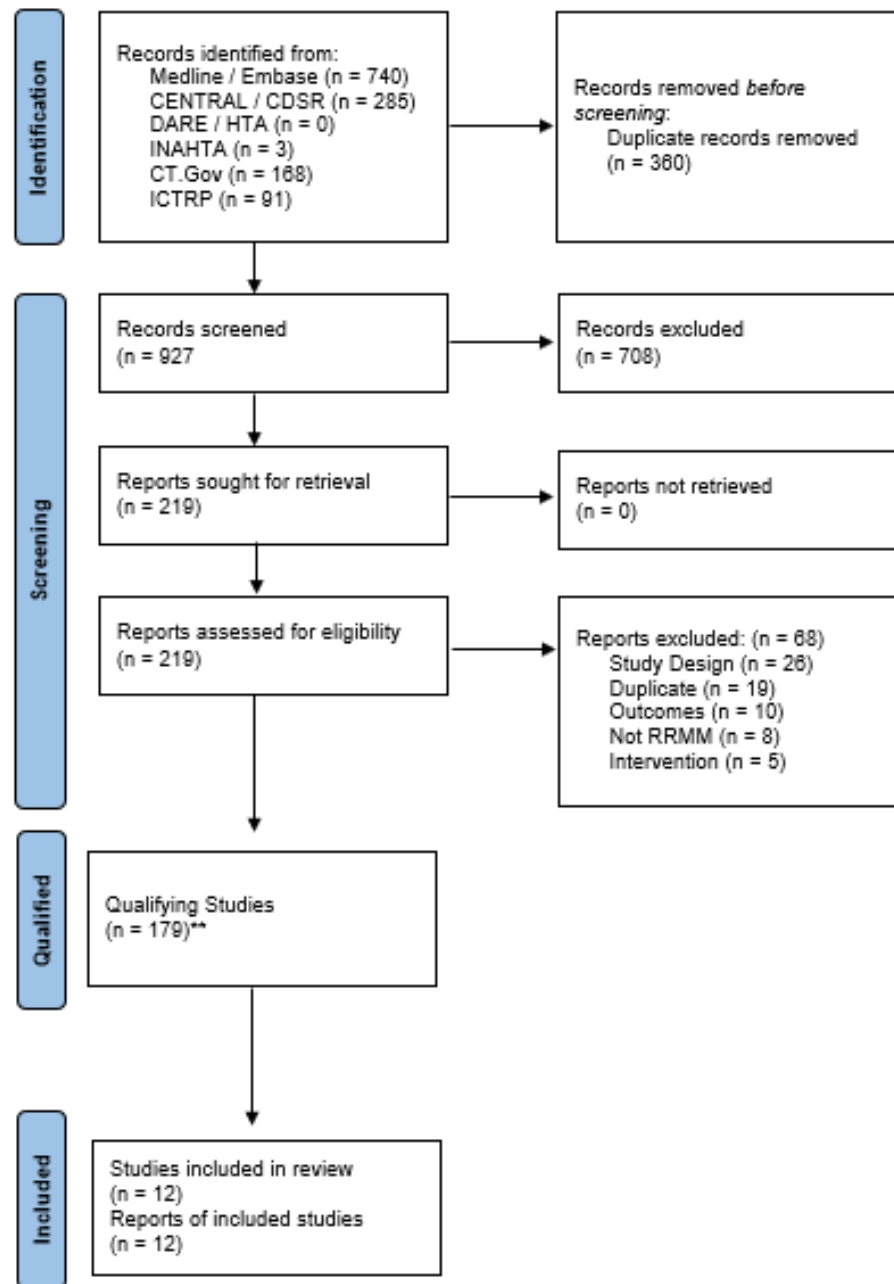 Identification
Records identified from:
Medline / Embase (n = 740)
CENTRAL / CDSR (n = 285)
DARE / HTA (n = 0)
INAHTA (n = 3)
CT.Gov (n = 168)
ICTRP (n = 91)
Records removed before
screening:
Duplicate records removed
(n = 360)
Screening
Records screened
(n = 927
Records excluded
(n = 708)
Reports sought for retrieval
(n = 219)
Reports not retrieved
(n = 0)
Reports assessed for eligibility
(n = 219)
Reports excluded: (n = 68)
Study Design (n = 26)
Duplicate (n = 19)
Outcomes (n = 10)
Not RRMM (n = 8)
Intervention (n = 5)
Qualified
Qualifying Studies
(n = 179)**
Included
Studies included in review
(n = 12)
Reports of included studies
(n = 12)